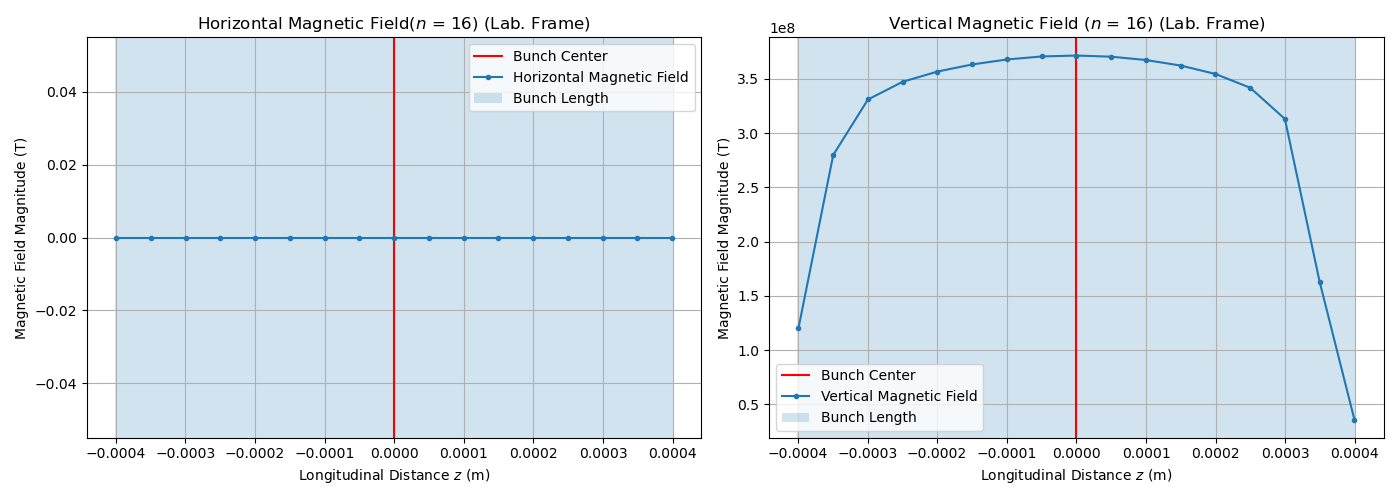 Horizontal Magnetic Field(n = 16) (Lab. Frame)
Magnetic Field Magnitude (T)
0.04
0.02
0.00
−0.02
−0.04
Bunch Center
Horizontal Magnetic Field
Bunch Length
−0.0004 −0.0003 −0.0002 −0.0001 0.0000 0.0001 0.0002 0.0003 0.0004
Longitudinal Distance z (m)
Vertical Magnetic Field (n = 16) (Lab. Frame)
1e8
Magnetic Field Magnitude (T)
3.5
3.0
2.5
2.0
1.5
1.0
0.5
Bunch Center
Vertical Magnetic Field
Bunch Length
−0.0004 −0.0003 −0.0002 −0.0001 0.0000 0.0001 0.0002 0.0003 0.0004
Longitudinal Distance z (m)